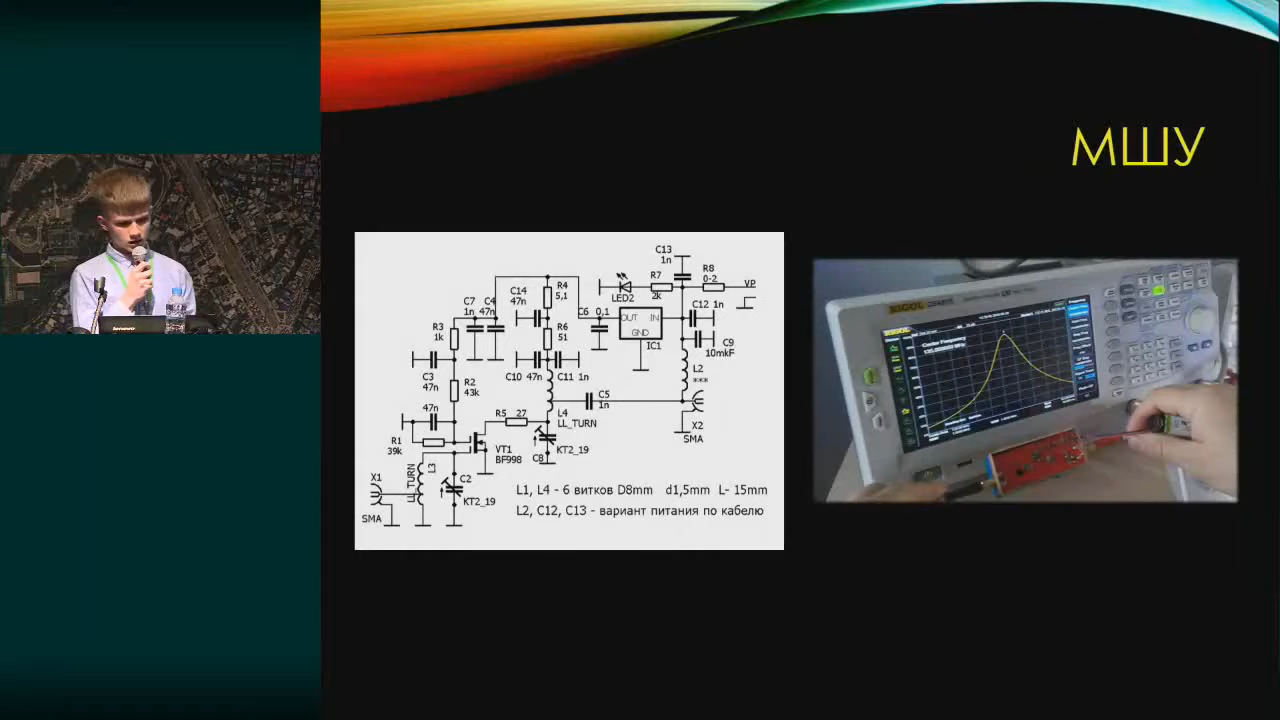 МШУ
C13
1n
R7
2k
R8
0-2
VP
LED2
C14
47n
R4
5,1
C7
1n
C4
47n
C6 0,1
OUT IN
GND
IC1
C12 1n
C9
10mkF
R3
1k
R6
51
C3
47n
C10 47n
C11 1n
R2
43k
L2
***
C5
1n
47n
R5 27
L4
LL_TURN
X2
SMA
R1
39k
VT1
BF998
C8
KT2_19
X1
SMA
LL_TURN
L3
C2
KT2_19
L1, L4 - 6 витков D8mm d1,5mm L- 15mm
L2, C12, C13 - вариант питания по кабелю
RIGOL
RIGOL
Center Frequency
lenovo